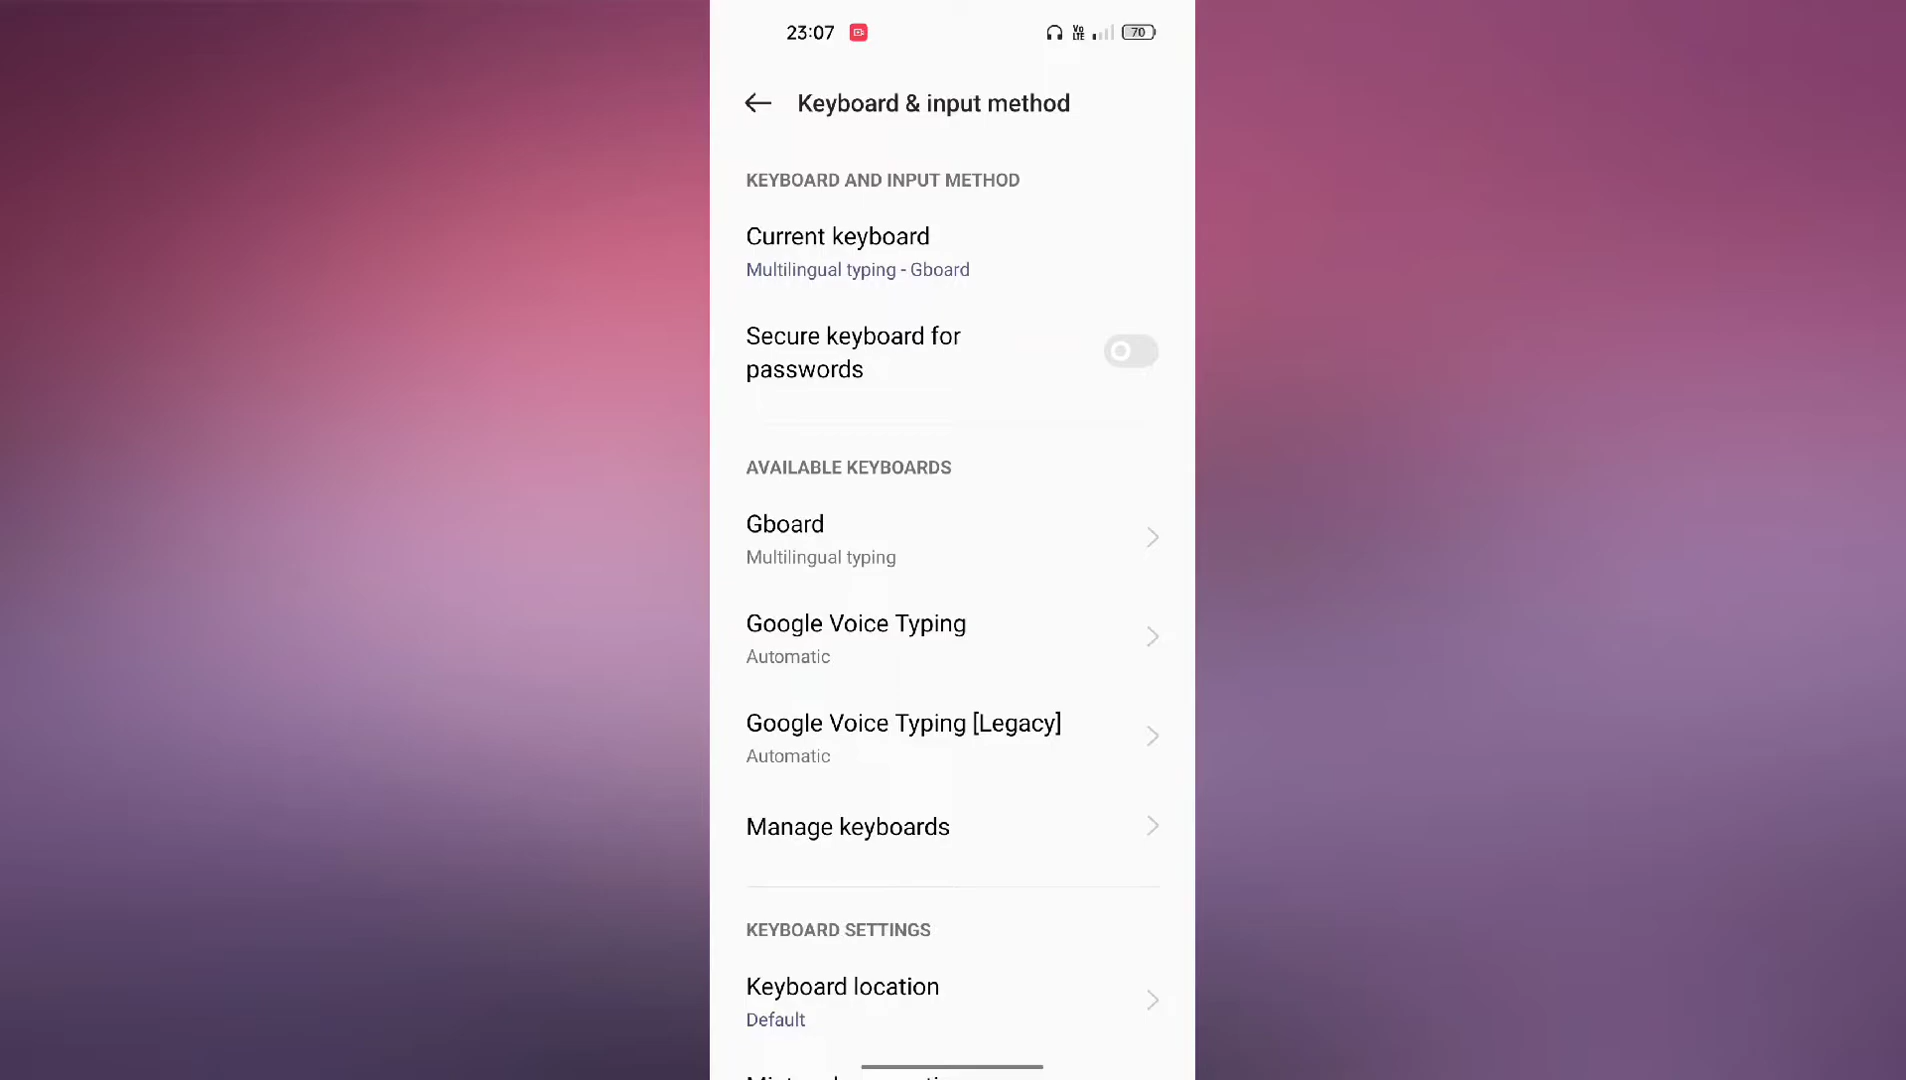 23:07
Vo
LTE
70
Keyboard & input method
KEYBOARD AND INPUT METHOD
Current keyboard
Multilingual typing - Gboard
Secure keyboard for
passwords
AVAILABLE KEYBOARDS
Gboard
Multilingual typing
Google Voice Typing
Automatic
Google Voice Typing [Legacy]
Automatic
Manage keyboards
KEYBOARD SETTINGS
Keyboard location
Default